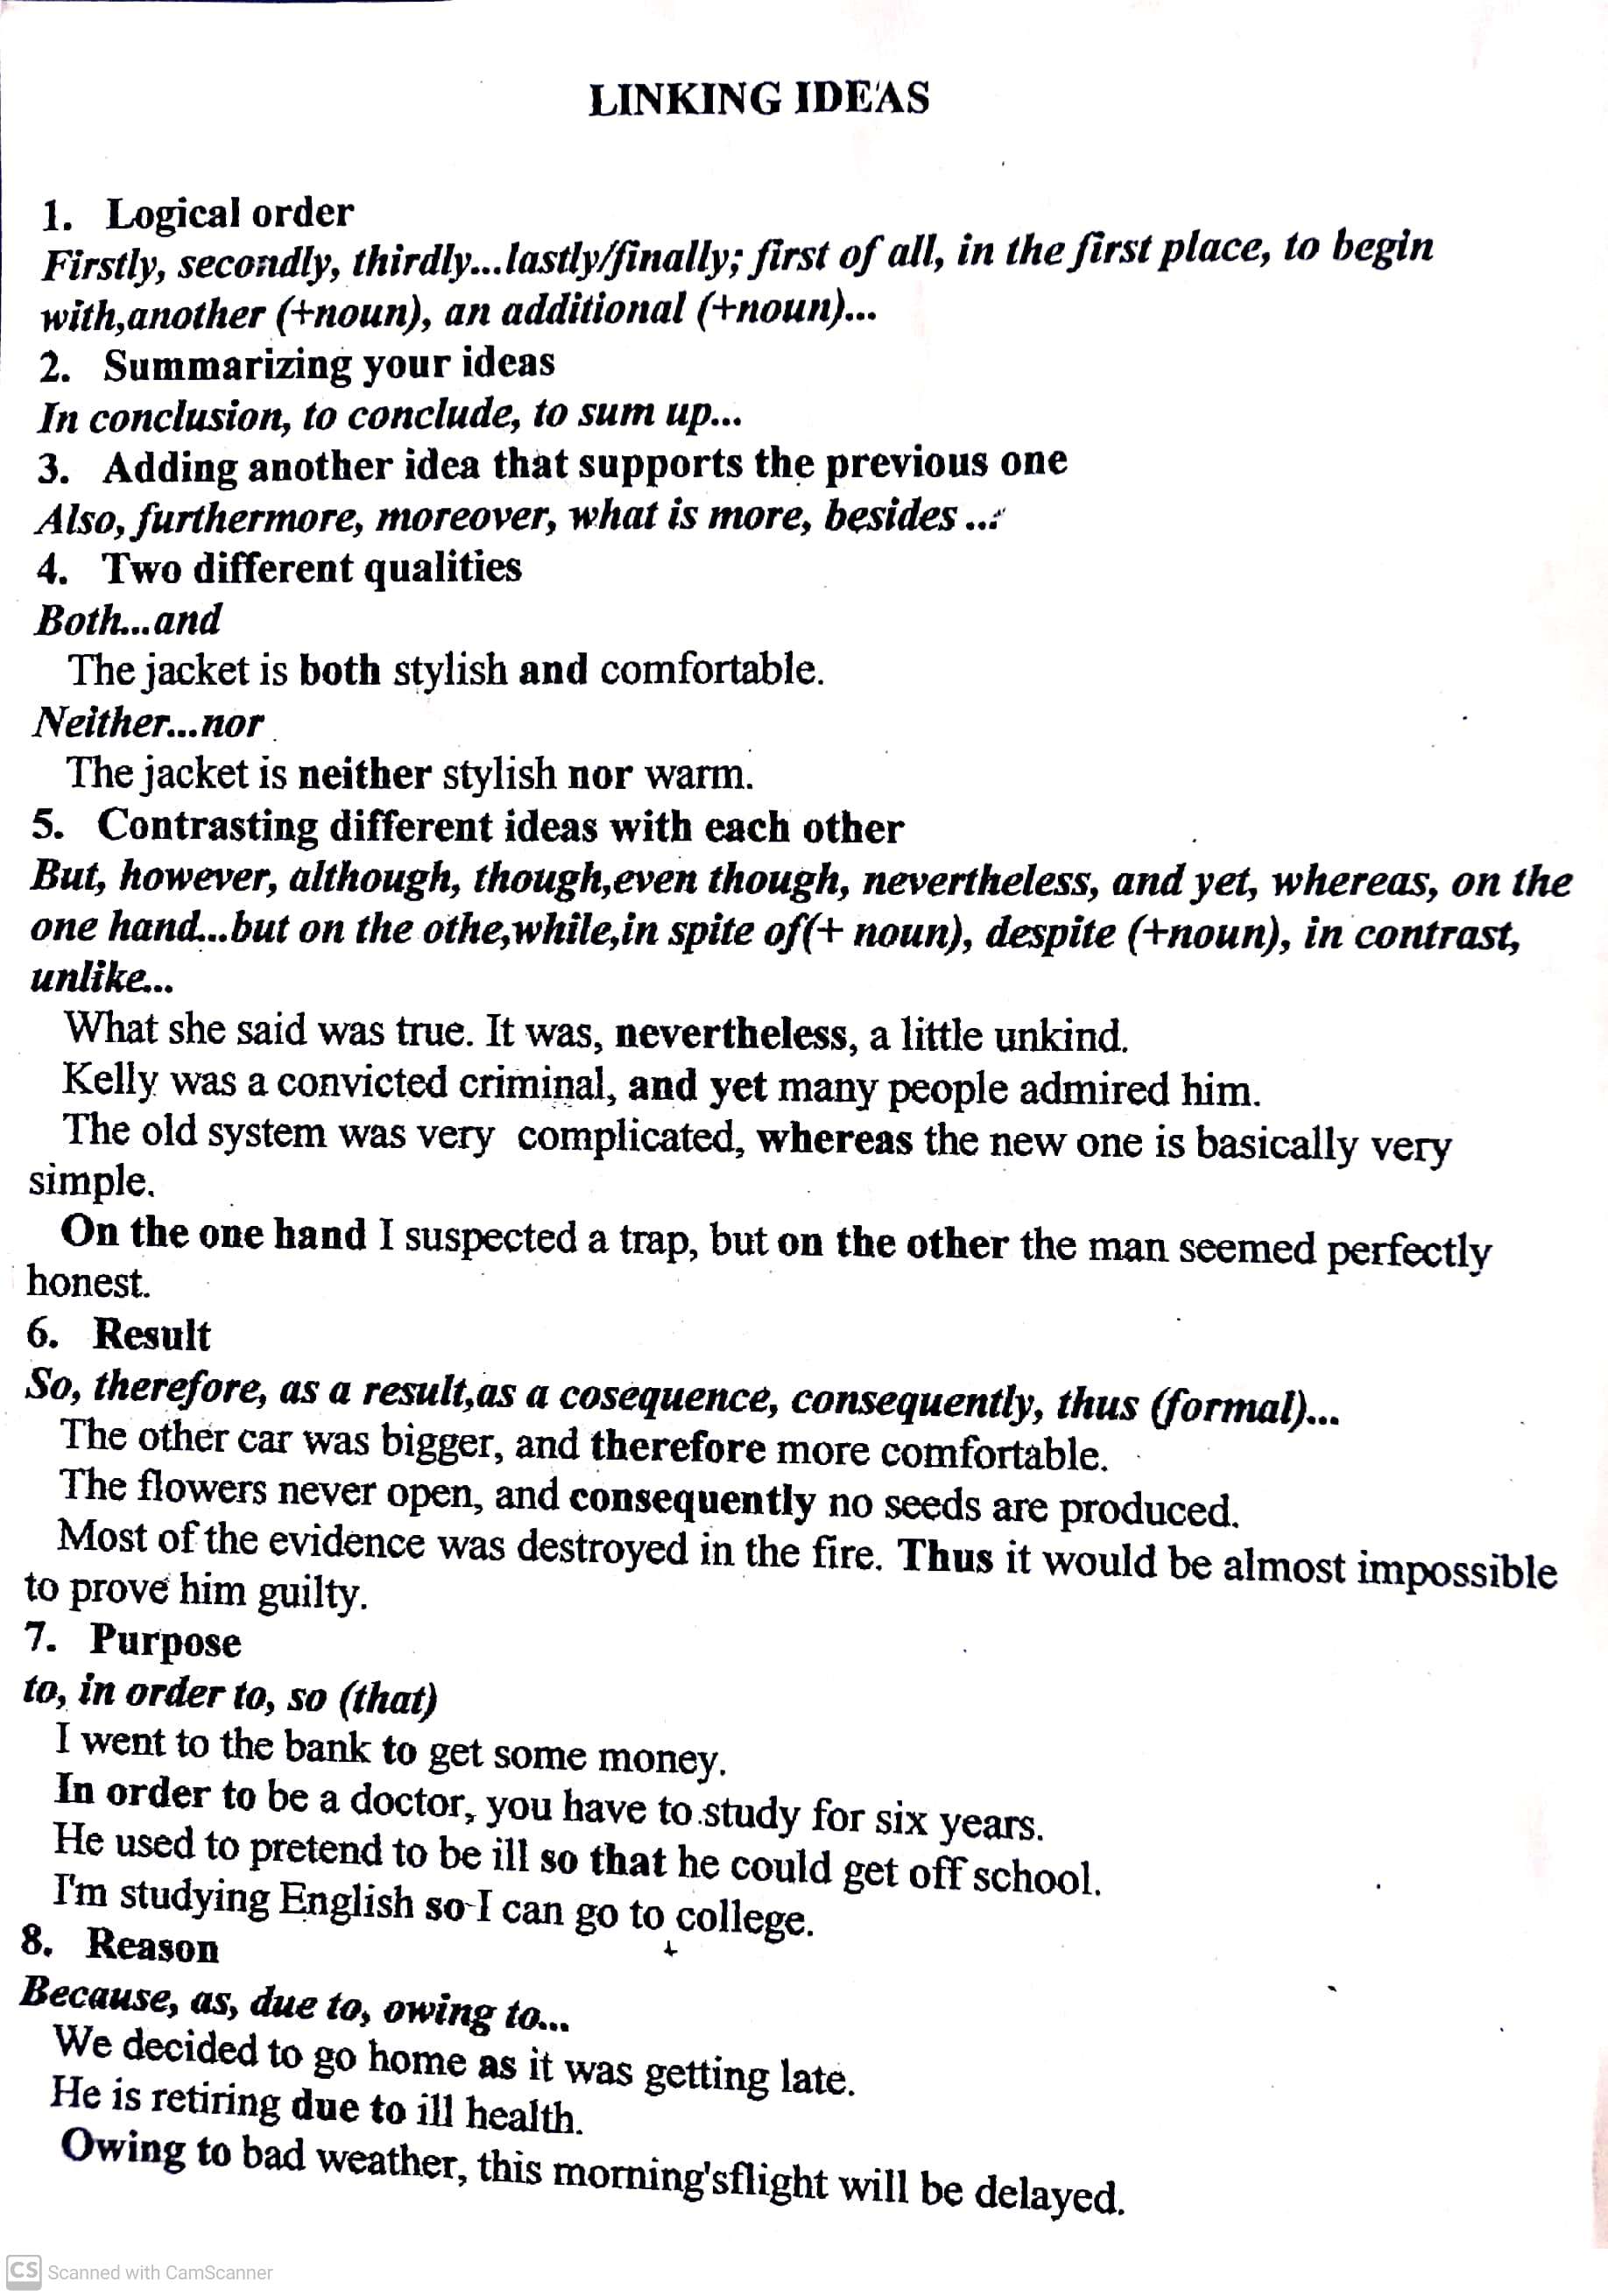 LINKING IDEAS
1. Logical order
Firstly, secondly, thirdly...lastly/finally; first of all, in the first place, to begin
with,another (+noun), an additional (+noun)...
2. Summarizing your ideas
In conclusion, to conclude, to sum up...
3. Adding another idea that supports the previous one
Also, furthermore, moreover, what is more, besides ...
4. Two different qualities
Both...and
The jacket is both stylish and comfortable.
Neither...nor
The jacket is neither stylish nor warm.
5. Contrasting different ideas with each other
But, however, although, though,even though, nevertheless, and yet, whereas, on the
one hand...but on the othe,while,in spite of(+ noun), despite (+noun), in contrast,
unlike...
What she said was true. It was, nevertheless, a little unkind.
Kelly was a convicted criminal, and yet many people admired him.
The old system was very complicated, whereas the new one is basically very
simple.
On the one hand I suspected a trap, but on the other the man seemed perfectly
honest.
6. Result
So, therefore, as a result,as a cosequence, consequently, thus (formal)...
The other car was bigger, and therefore more comfortable.
The flowers never open, and consequently no seeds are produced.
Most of the evidence was destroyed in the fire. Thus it would be almost impossible
to prove him guilty.
7. Purpose
to, in order to, so (that)
I went to the bank to get some money.
In order to be a doctor, you have to study for six years.
He used to pretend to be ill so that he could get off school.
I'm studying English so I can go to college.
8. Reason
Because, as, due to, owing to...
We decided to go home as it was getting late.
He is retiring due to ill health.
Owing to bad weather, this morning'sflight will be delayed.
CS Scanned with CamScanner